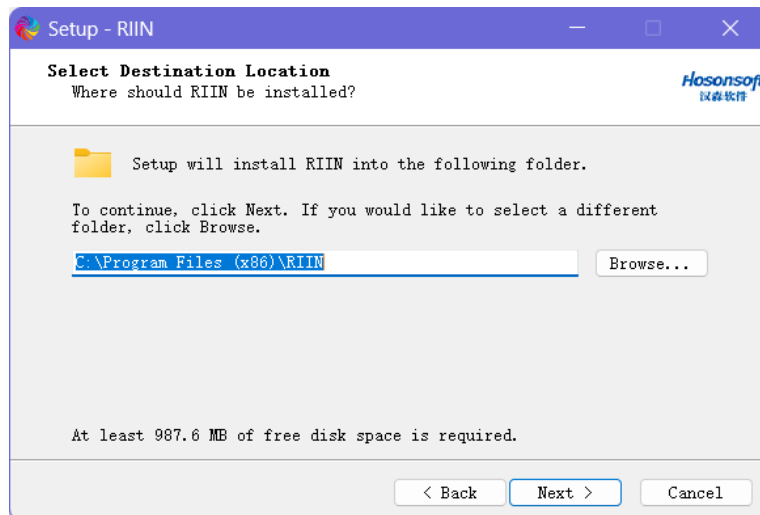 Setup - RIIN
Select Destination Location
Where should RIIN be installed?
Hosonsoft
汉森软件
Setup will install RIIN into the following folder.
To continue, click Next. If you would like to select a different
folder, click Browse.
C:\Program Files (x86)\RIIN
Browse...
At least 987.6 MB of free disk space is required.
< Back
Next >
Cancel